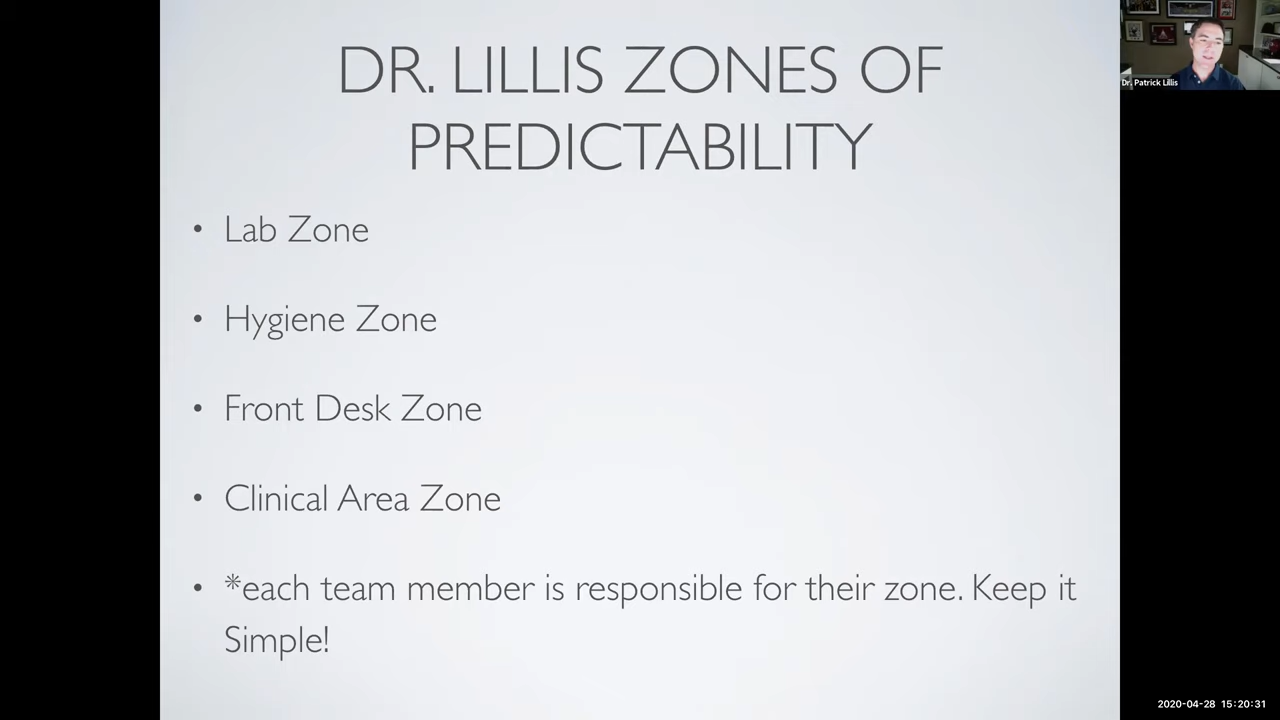 DR. LILLIS ZONES OF
PREDICTABILITY
• Lab Zone
• Hygiene Zone
• Front Desk Zone
• Clinical Area Zone
• *each team member is responsible for their zone. Keep it
Simple!
Dr. Patrick Lillis
2020-04-28 15:20:31